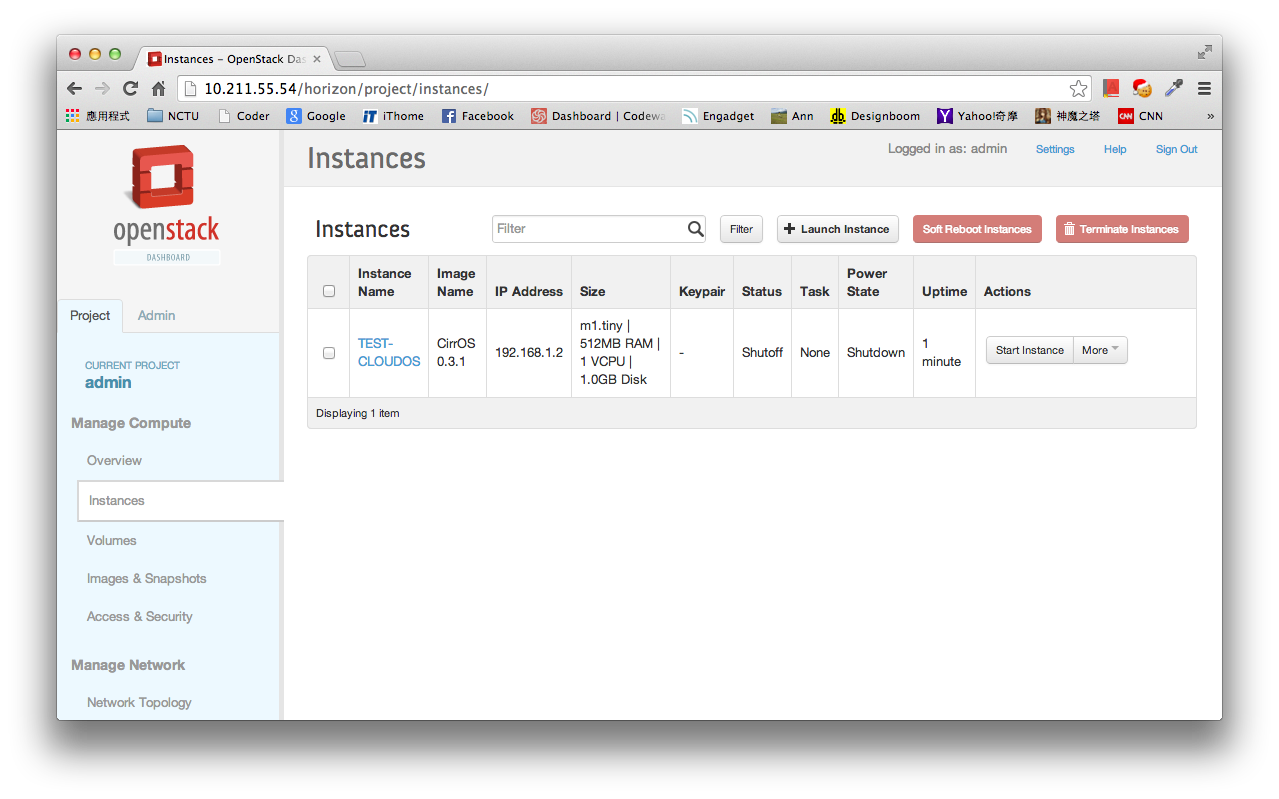 Instances – OpenStack Das
10.211.55.54/horizon/project/instances/
應用程式 NCTU Coder Google iThome Facebook Dashboard | Codewa Engadget Ann Designboom Yahoo!奇摩 神魔之塔 CNN »
openstack
DASHBOARD
Project Admin
CURRENT PROJECT
admin
Manage Compute
Overview
Instances
Volumes
Images & Snapshots
Access & Security
Manage Network
Network Topology
Instances
Logged in as: admin Settings Help Sign Out
Instances Filter Filter Launch Instance Soft Reboot Instances Terminate Instances
Instance Name Image Name IP Address Size Keypair Status Task Power State Uptime Actions
TEST-CLOUDOS CirrOS 0.3.1 192.168.1.2 m1.tiny | 512MB RAM | 1 VCPU | 1.0GB Disk - Shutoff None Shutdown 1 minute Start Instance More
Displaying 1 item